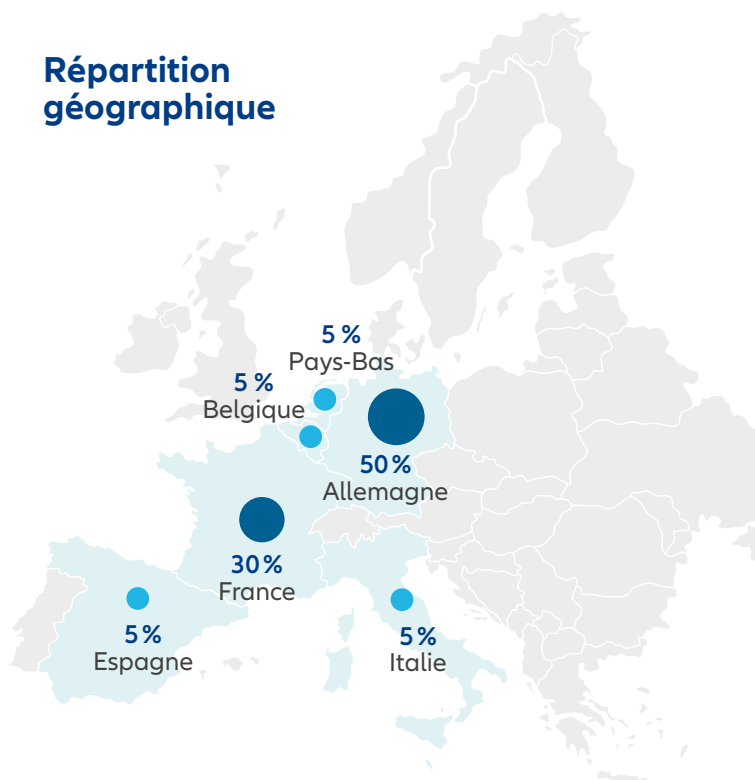 Répartition
géographique
5 %
Pays-Bas
5 %
Belgique
50 %
Allemagne
30 %
France
5 %
Espagne
5 %
Italie